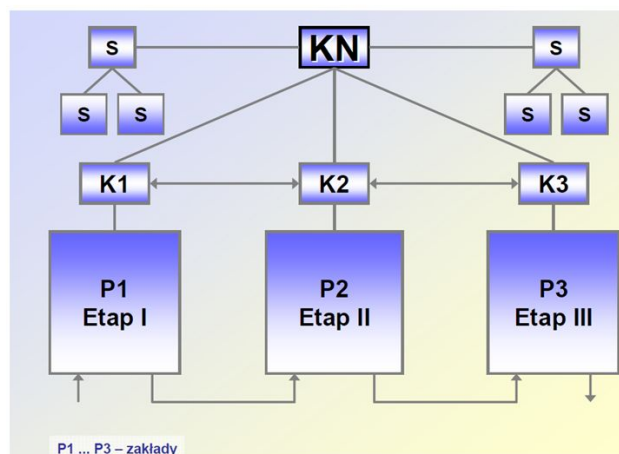 S
KN
S
S
S
S
S
K1
K2
K3
P1
Etap I
P2
Etap II
P3
Etap III
P1 ... P3 – zakłady